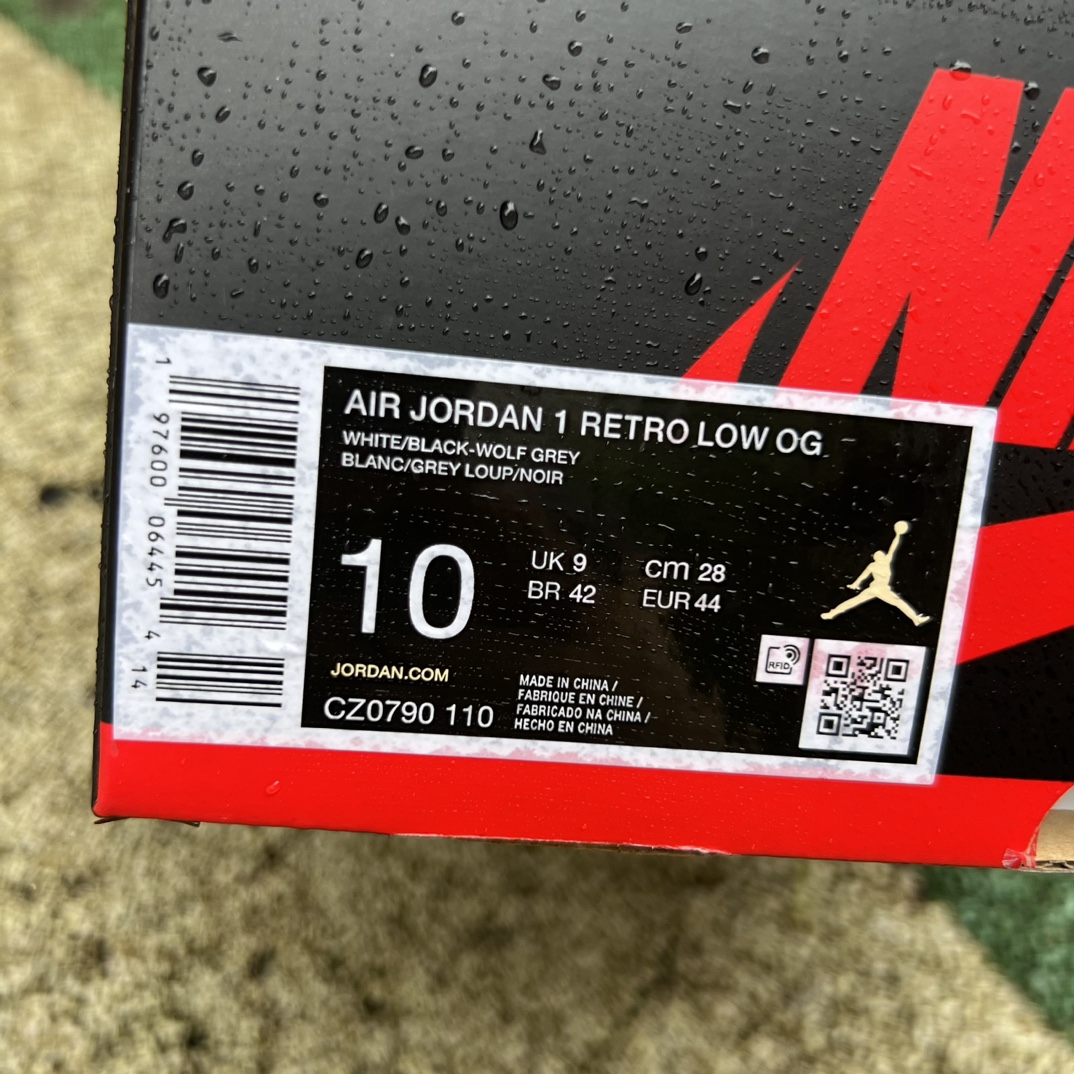 AIR JORDAN 1 RETRO LOW OG
WHITE/BLACK-WOLF GREY
BLANC/GREY LOUP/NOIR
10
UK 9
cm 28
BR 42
EUR 44
RFID
JORDAN.COM
CZ0790 110
MADE IN CHINA /
FABRIQUE EN CHINE /
FABRICADO NA CHINA /
HECHO EN CHINA
1 97600 06445 4 14